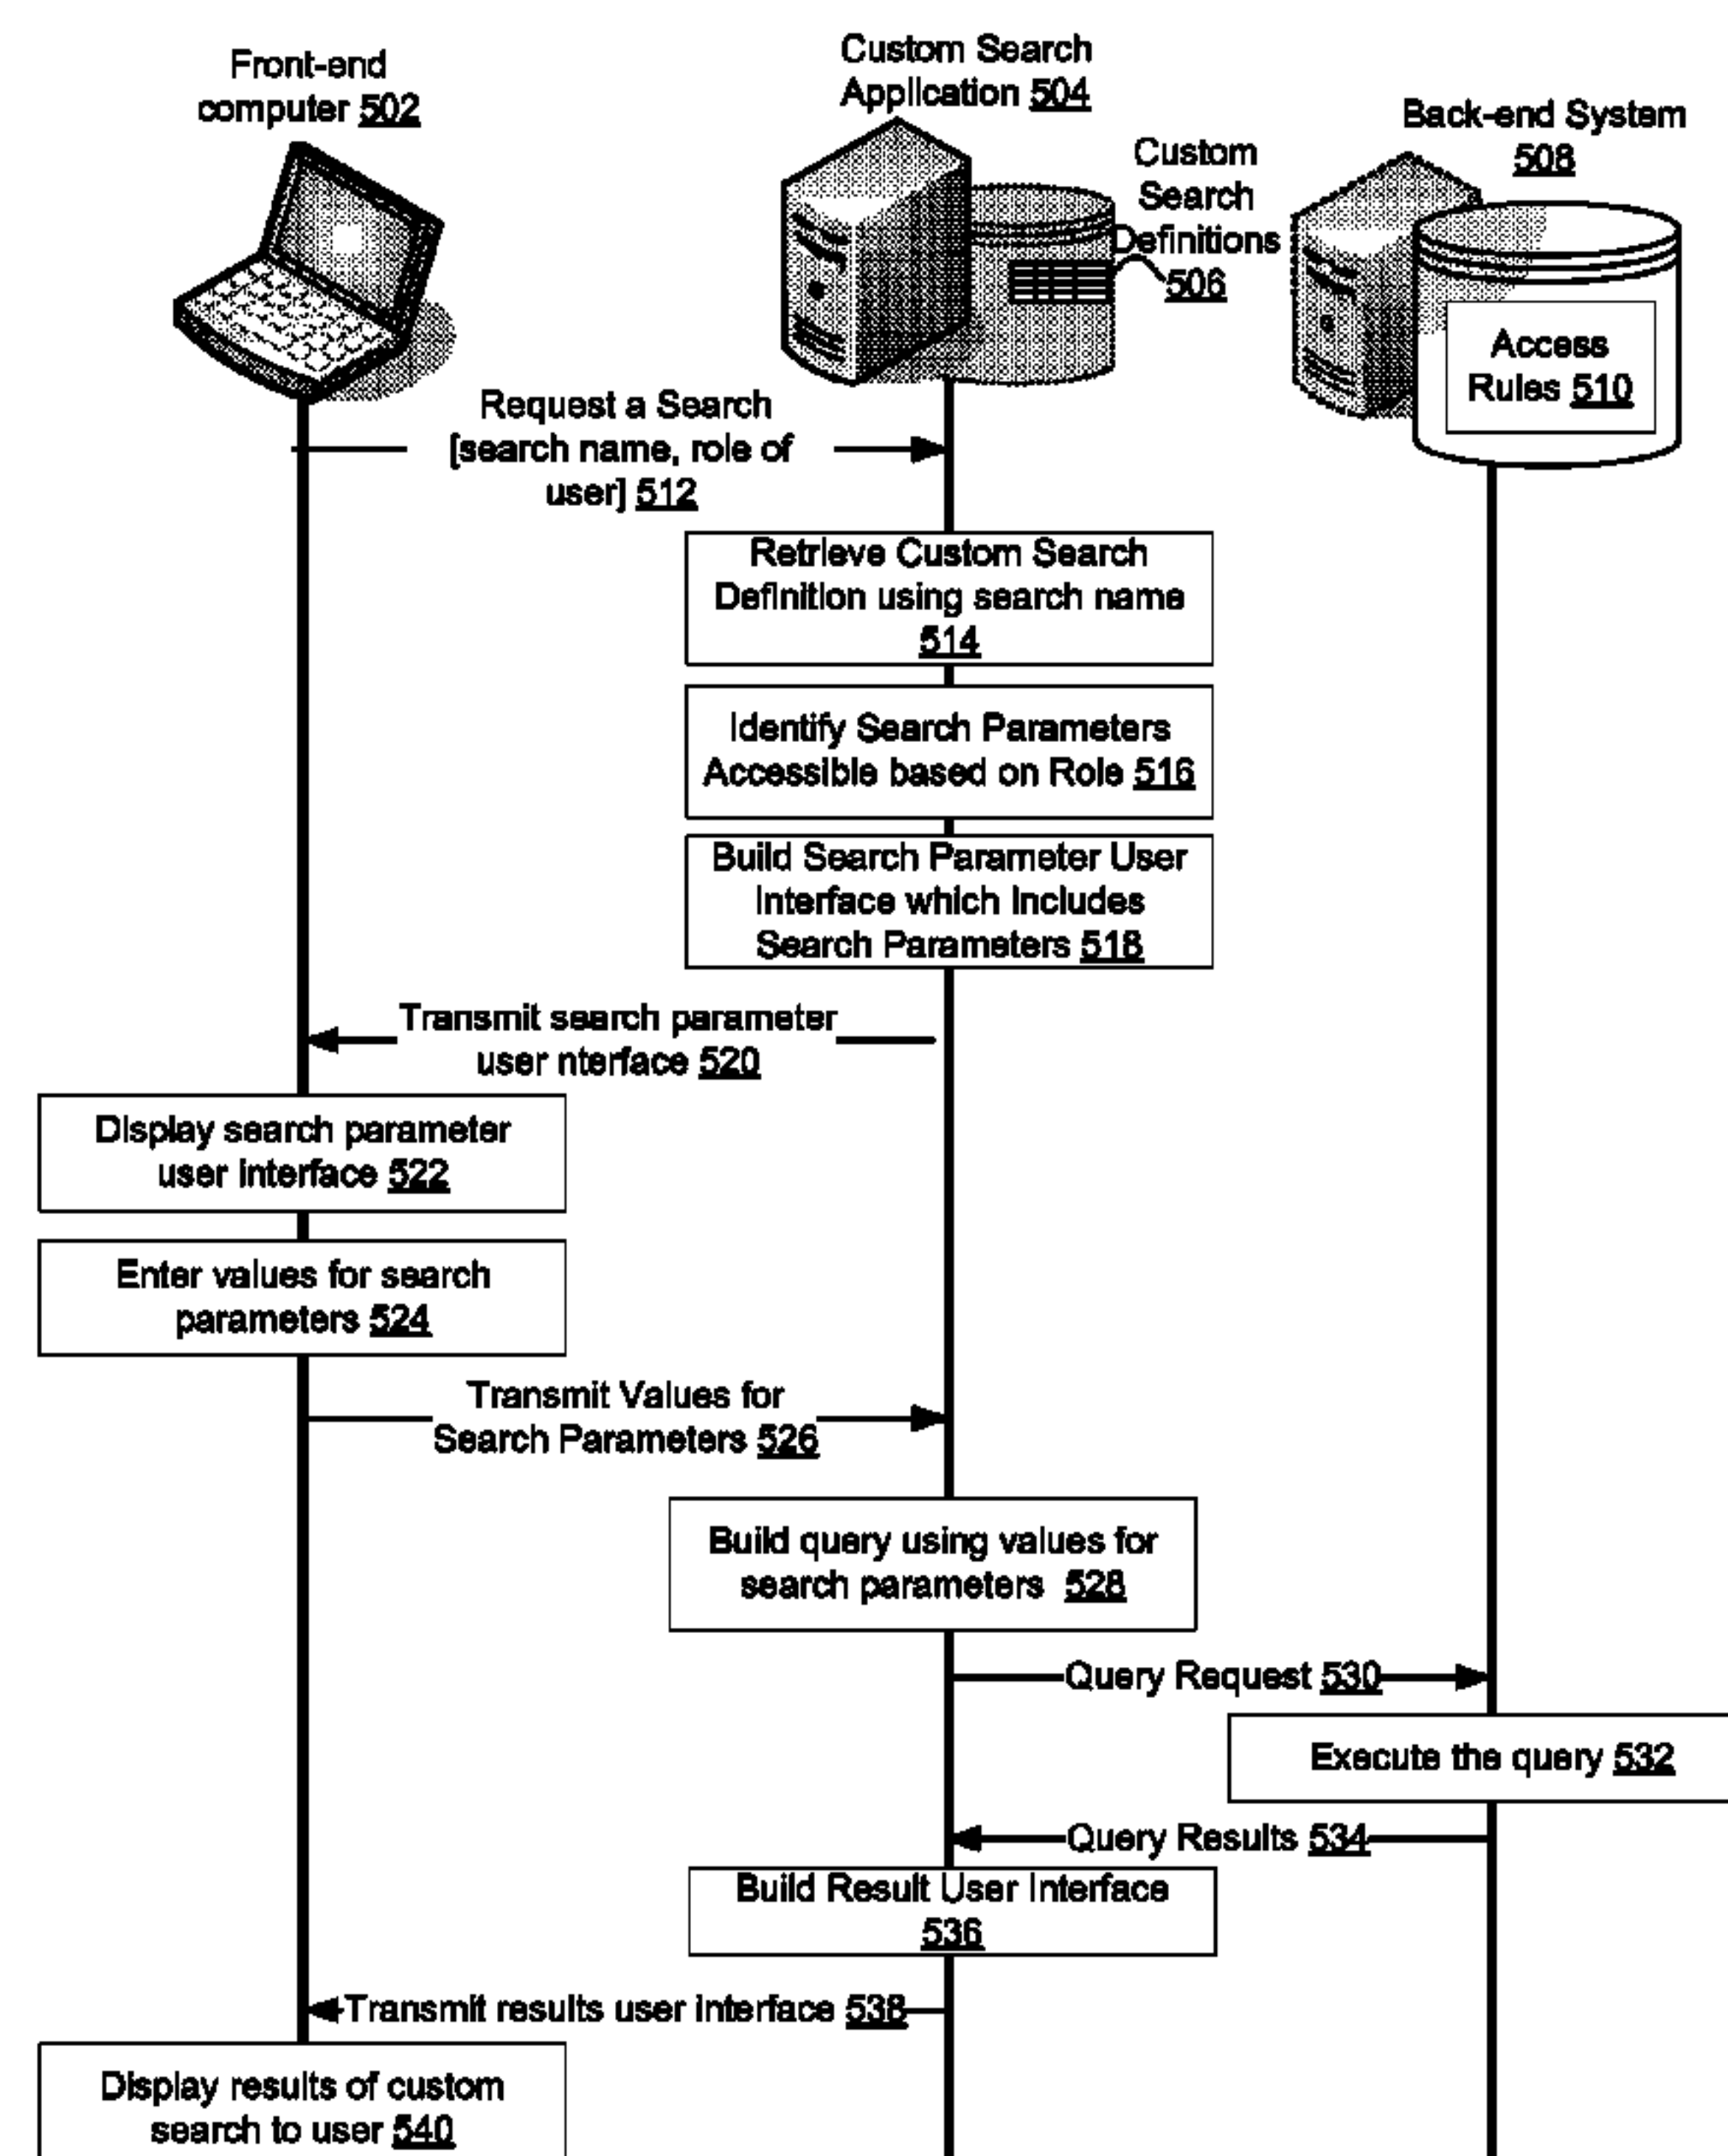 Front-end
computer 502
Custom Search
Application 504
Custom
Search
Definitions
506
Back-end System
508
Access
Rules 510
Request a Search
[search name, role of
user] 512
Retrieve Custom Search
Definition using search name
514
Identify Search Parameters
Accessible based on Role 516
Build Search Parameter User
Interface which Includes
Search Parameters 518
Transmit search parameter
user nterface 520
Display search parameter
user interface 522
Enter values for search
parameters 524
Transmit Values for
Search Parameters 526
Build query using values for
search parameters 528
Query Request 530
Execute the query 532
Query Results 534
Build Result User Interface
536
Transmit results user interface 538
Display results of custom
search to user 540